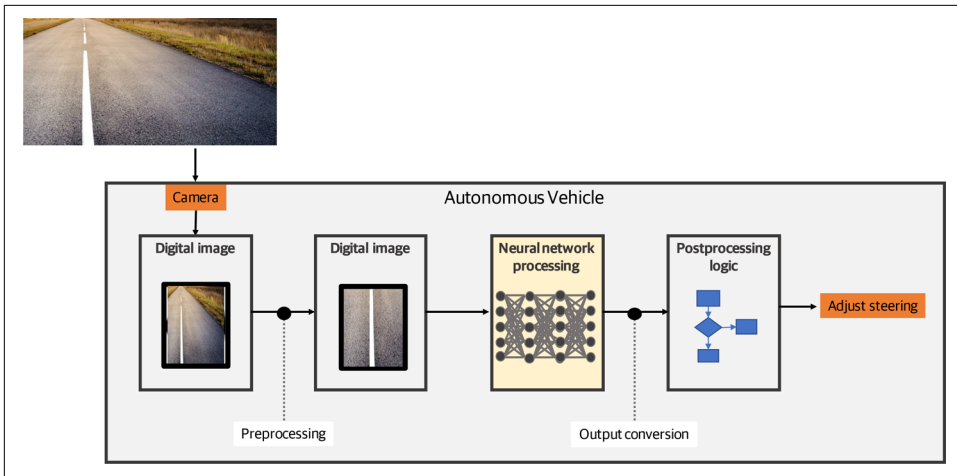 Autonomous Vehicle
Camera
Digital image
Digital image
Neural network
processing
Postprocessing
logic
Adjust steering
Preprocessing
Output conversion